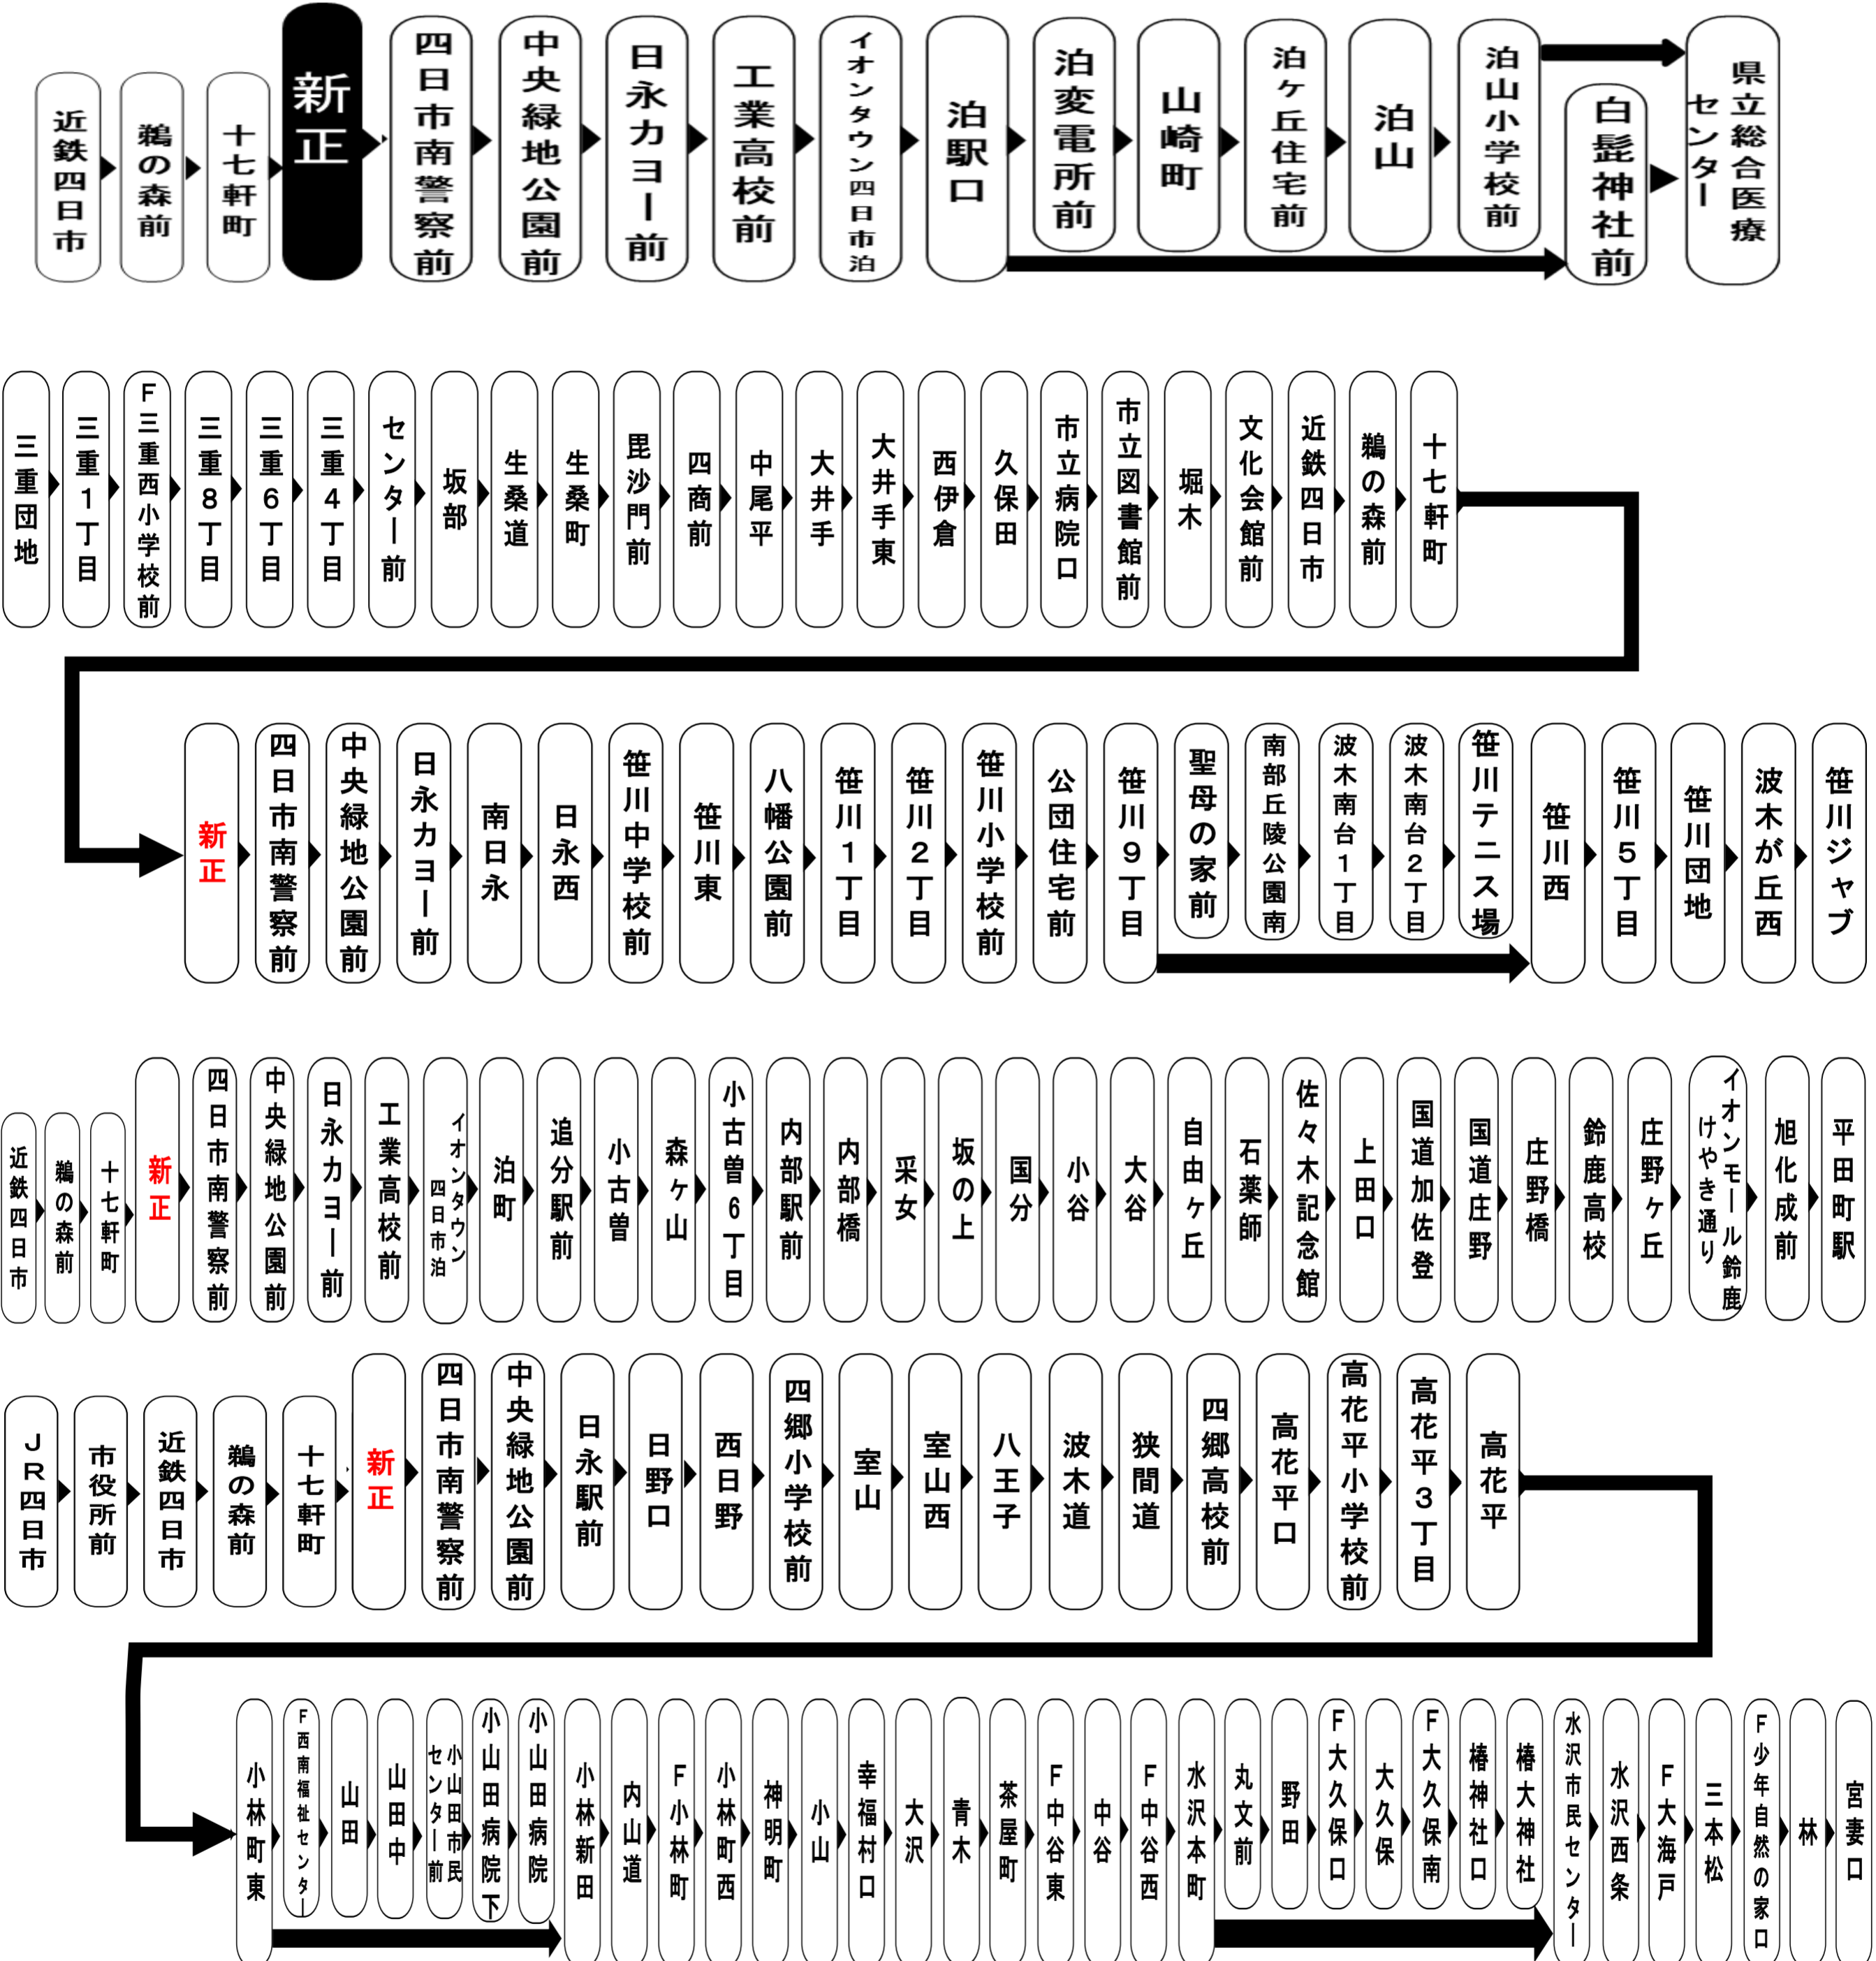 近鉄四日市
鵜の森前
十七軒町
新正
四日市南警察前
中央緑地公園前
日永カヨー前
工業高校前
イオンタウン四日市泊
泊駅口
泊変電所前
山崎町
泊ケ丘住宅前
泊山
泊山小学校前
白髭神社前
県立総合医療
センター
三重団地
三重１丁目
Ｆ三重西小学校前
三重８丁目
三重６丁目
三重４丁目
センター前
坂部
生桑道
生桑町
毘沙門前
四商前
中尾平
大井手
大井手東
西伊倉
久保田
市立病院口
市立図書館前
堀木
文化会館前
近鉄四日市
鵜の森前
十七軒町
新正
四日市南警察前
中央緑地公園前
日永カヨー前
南日永
日永西
笹川中学校前
笹川東
八幡公園前
笹川１丁目
笹川２丁目
笹川小学校前
公団住宅前
笹川９丁目
聖母の家前
南部丘陵公園南
波木南台１丁目
波木南台２丁目
笹川テニス場
笹川西
笹川５丁目
笹川団地
波木が丘西
笹川ジャブ
近鉄四日市
鵜の森前
十七軒町
新正
四日市南警察前
中央緑地公園前
日永カヨー前
工業高校前
イオンタウン
四日市泊
泊町
追分駅前
小古曽
森ヶ山
小古曽６丁目
内部駅前
内部橋
采女
坂の上
国分
小谷
大谷
自由ヶ丘
石薬師
佐々木記念館
上田口
国道加佐登
国道庄野
庄野橋
鈴鹿高校
庄野ヶ丘
イオンモール鈴鹿
けやき通り
旭化成前
平田町駅
ＪＲ四日市
市役所前
近鉄四日市
鵜の森前
十七軒町
新正
四日市南警察前
中央緑地公園前
日永駅前
日野口
西日野
四郷小学校前
室山
室山西
八王子
波木道
狭間道
四郷高校前
高花平口
高花平小学校前
高花平３丁目
高花平
小林町東
Ｆ西南福祉センター
山田
山田中
小山田市民
センター前
小山田病院下
小山田病院
小林新田
内山道
Ｆ小林町
小林町西
神明町
小山
幸福村口
大沢
青木
茶屋町
Ｆ中谷東
中谷
Ｆ中谷西
水沢本町
丸文前
野田
Ｆ大久保口
大久保
Ｆ大久保南
椿神社口
椿大神社
水沢市民センター
水沢西条
Ｆ大海戸
三本松
Ｆ少年自然の家口
林
宮妻口